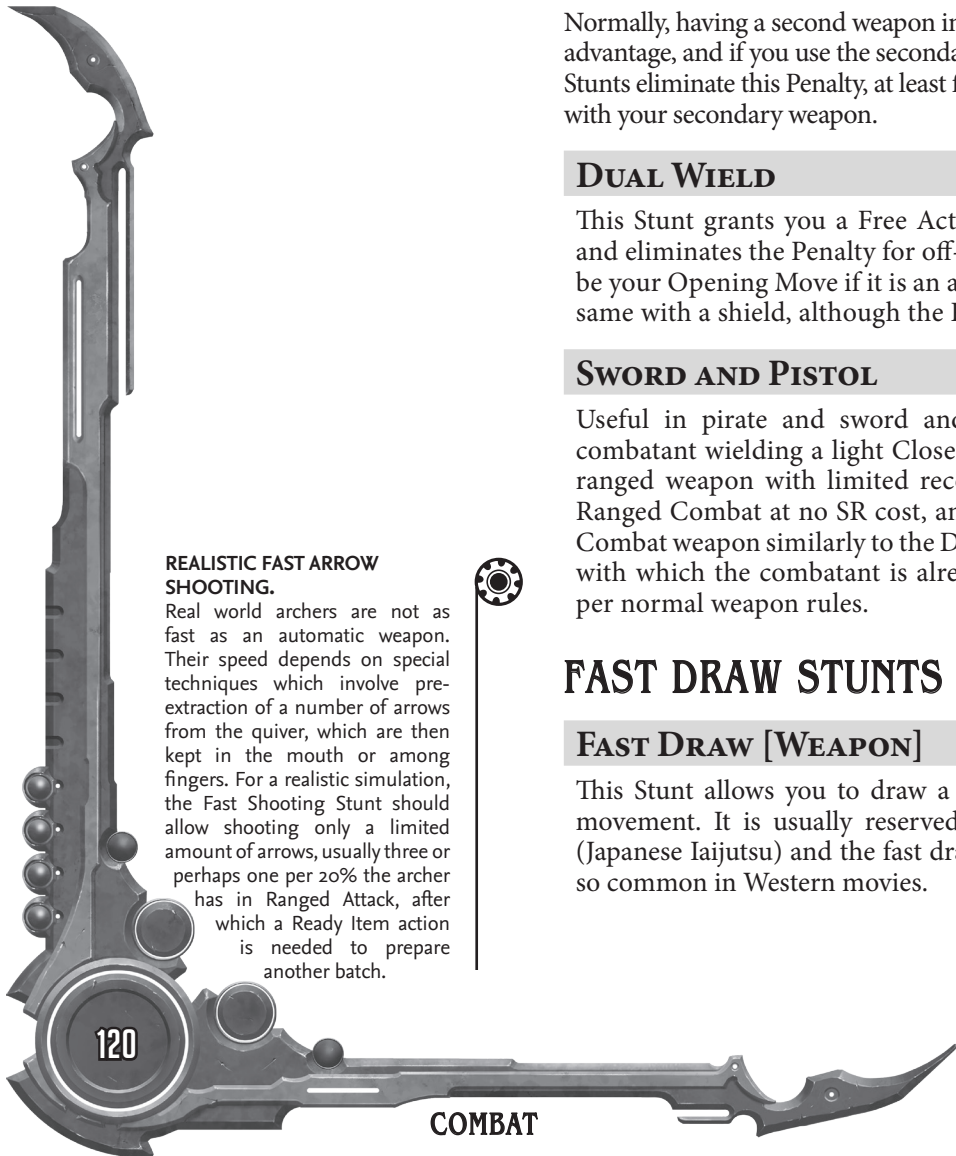 Normally, having a second weapon in
advantage, and if you use the seconda
Stunts eliminate this Penalty, at least f
with your secondary weapon.
Dual Wield
This Stunt grants you a Free Act
and eliminates the Penalty for off-
be your Opening Move if it is an a
same with a shield, although the
Sword and Pistol
Useful in pirate and sword and
combatant wielding a light Close
ranged weapon with limited reco
Ranged Combat at no SR cost, an
Combat weapon similarly to the D
with which the combatant is alre
per normal weapon rules.
FAST DRAW STUNTS
Fast Draw [Weapon]
This Stunt allows you to draw a
movement. It is usually reserved
(Japanese Iaijutsu) and the fast dra
so common in Western movies.
REALISTIC FAST ARROW
SHOOTING.
Real world archers are not as
fast as an automatic weapon.
Their speed depends on special
techniques which involve pre-
extraction of a number of arrows
from the quiver, which are then
kept in the mouth or among
fingers. For a realistic simulation,
the Fast Shooting Stunt should
allow shooting only a limited
amount of arrows, usually three or
perhaps one per 20% the archer
has in Ranged Attack, after
which a Ready Item action
is needed to prepare
another batch.
120
COMBAT